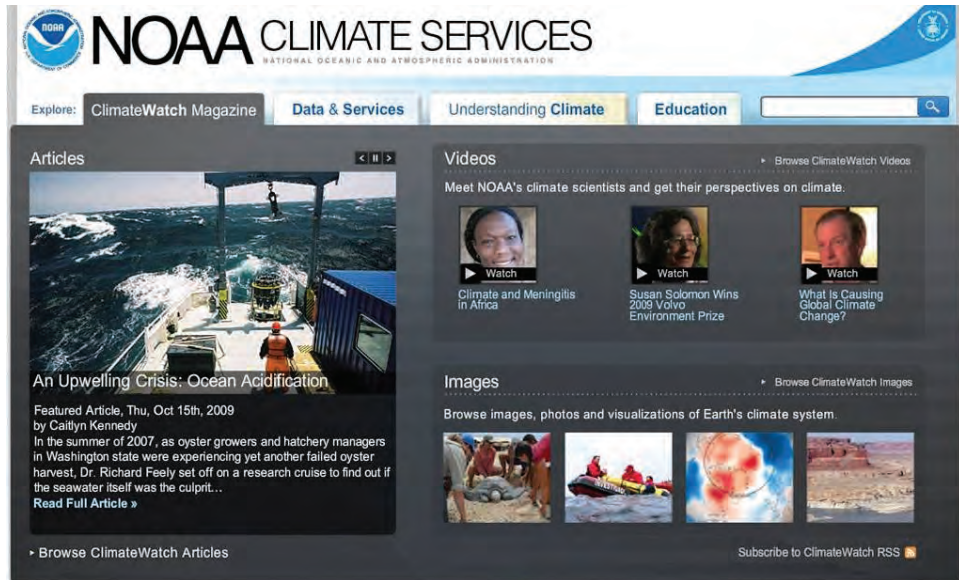 NOAA CLIMATE SERVICES
NATIONAL OCEANIC AND ATMOSPHERIC ADMINISTRATION
Explore:
ClimateWatch Magazine
Data & Services
Understanding Climate
Education
Articles
An Upwelling Crisis: Ocean Acidification
Featured Article, Thu, Oct 15th, 2009
by Caitlyn Kennedy
In the summer of 2007, as oyster growers and hatchery managers
in Washington state were experiencing yet another failed oyster
harvest, Dr. Richard Feely set off on a research cruise to find out if
the seawater itself was the culprit...
Read Full Article »
Browse ClimateWatch Articles
Videos
Browse ClimateWatch Videos
Meet NOAA's climate scientists and get their perspectives on climate.
Watch
Climate and Meningitis
in Africa
Watch
Susan Solomon Wins
2009 Volvo
Environment Prize
Watch
What Is Causing
Global Climate
Change?
Images
Browse ClimateWatch Images
Browse images, photos and visualizations of Earth's climate system.
Subscribe to ClimateWatch RSS